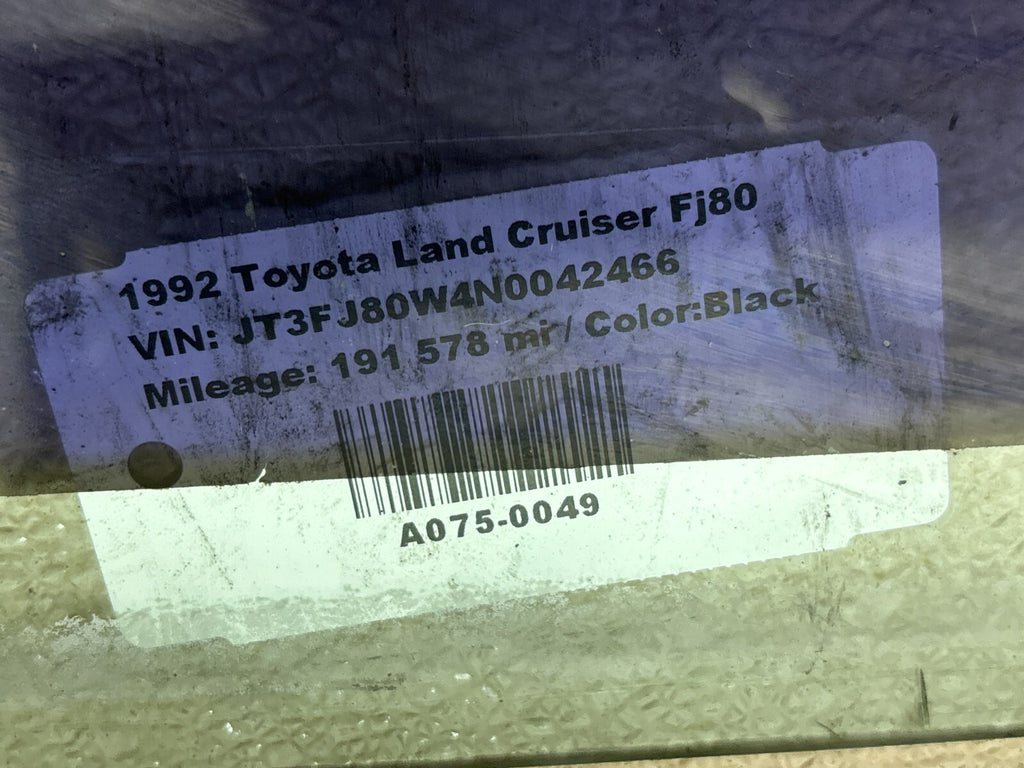 1992 Toyota Land Cruiser Fj80
VIN: JT3FJ80W4N0042466
Mileage: 191 578 mi / Color:Black
A075-0049